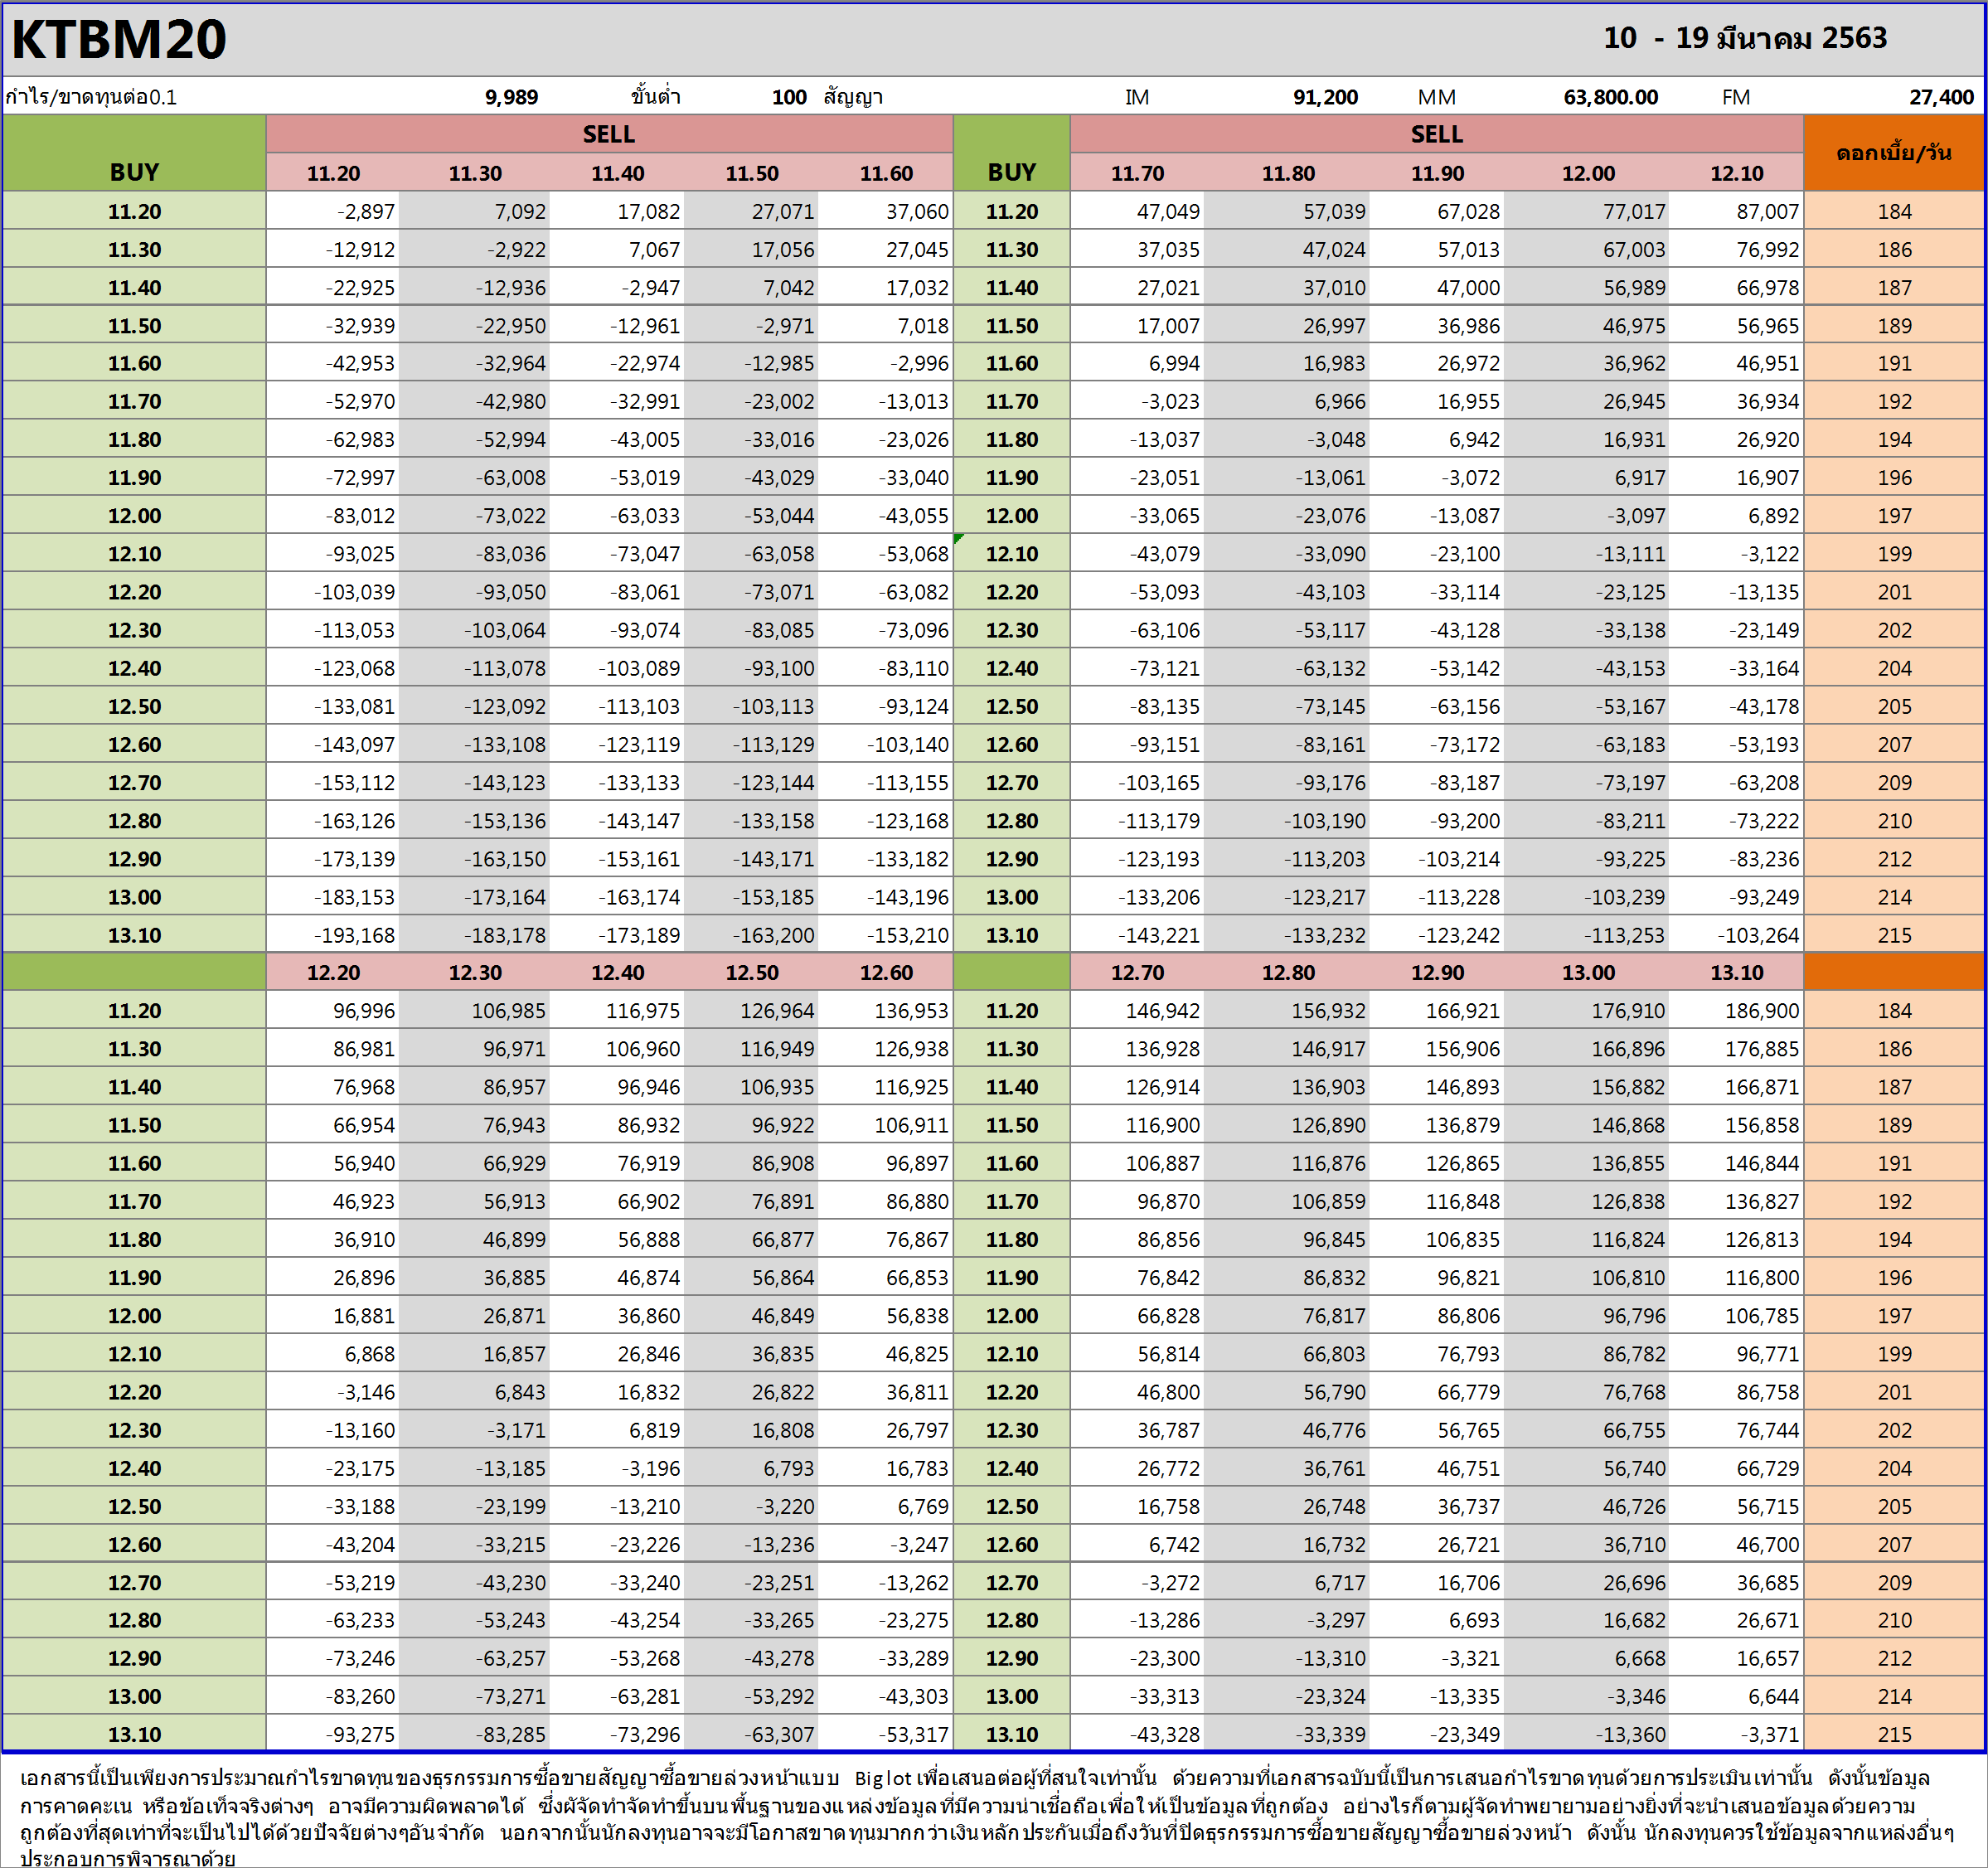 KTBM20 10 - 19 มีนาคม 2563
กำไร/ขาดทุนต่อ0.1 9,989 ขั้นต่ำ 100 สัญญา IM 91,200 MM 63,800.00 FM 27,400
SELL SELL
BUY 11.20 11.30 11.40 11.50 11.60 BUY 11.70 11.80 11.90 12.00 12.10 ดอกเบี้ย/วัน
11.20 -2,897 7,092 17,082 27,071 37,060 11.20 47,049 57,039 67,028 77,017 87,007 184
11.30 -12,912 -2,922 7,067 17,056 27,045 11.30 37,035 47,024 57,013 67,003 76,992 186
11.40 -22,925 -12,936 -2,947 7,042 17,032 11.40 27,021 37,010 47,000 56,989 66,978 187
11.50 -32,939 -22,950 -12,961 -2,971 7,018 11.50 17,007 26,997 36,986 46,975 56,965 189
11.60 -42,953 -32,964 -22,974 -12,985 -2,996 11.60 6,994 16,983 26,972 36,962 46,951 191
11.70 -52,970 -42,980 -32,991 -23,002 -13,013 11.70 -3,023 6,966 16,955 26,945 36,934 192
11.80 -62,983 -52,994 -43,005 -33,016 -23,026 11.80 -13,037 -3,048 6,942 16,931 26,920 194
11.90 -72,997 -63,008 -53,019 -43,029 -33,040 11.90 -23,051 -13,061 -3,072 6,917 16,907 196
12.00 -83,012 -73,022 -63,033 -53,044 -43,055 12.00 -33,065 -23,076 -13,087 -3,097 6,892 197
12.10 -93,025 -83,036 -73,047 -63,058 -53,068 12.10 -43,079 -33,090 -23,100 -13,111 -3,122 199
12.20 -103,039 -93,050 -83,061 -73,071 -63,082 12.20 -53,093 -43,103 -33,114 -23,125 -13,135 201
12.30 -113,053 -103,064 -93,074 -83,085 -73,096 12.30 -63,106 -53,117 -43,128 -33,138 -23,149 202
12.40 -123,068 -113,078 -103,089 -93,100 -83,110 12.40 -73,121 -63,132 -53,142 -43,153 -33,164 204
12.50 -133,081 -123,092 -113,103 -103,113 -93,124 12.50 -83,135 -73,145 -63,156 -53,167 -43,178 205
12.60 -143,097 -133,108 -123,119 -113,129 -103,140 12.60 -93,151 -83,161 -73,172 -63,183 -53,193 207
12.70 -153,112 -143,123 -133,133 -123,144 -113,155 12.70 -103,165 -93,176 -83,187 -73,197 -63,208 209
12.80 -163,126 -153,136 -143,147 -133,158 -123,168 12.80 -113,179 -103,190 -93,200 -83,211 -73,222 210
12.90 -173,139 -163,150 -153,161 -143,171 -133,182 12.90 -123,193 -113,203 -103,214 -93,225 -83,236 212
13.00 -183,153 -173,164 -163,174 -153,185 -143,196 13.00 -133,206 -123,217 -113,228 -103,239 -93,249 214
13.10 -193,168 -183,178 -173,189 -163,200 -153,210 13.10 -143,221 -133,232 -123,242 -113,253 -103,264 215
12.20 12.30 12.40 12.50 12.60 12.70 12.80 12.90 13.00 13.10
11.20 96,996 106,985 116,975 126,964 136,953 11.20 146,942 156,932 166,921 176,910 186,900 184
11.30 86,981 96,971 106,960 116,949 126,938 11.30 136,928 146,917 156,906 166,896 176,885 186
11.40 76,968 86,957 96,946 106,935 116,925 11.40 126,914 136,903 146,893 156,882 166,871 187
11.50 66,954 76,943 86,932 96,922 106,911 11.50 116,900 126,890 136,879 146,868 156,858 189
11.60 56,940 66,929 76,919 86,908 96,897 11.60 106,887 116,876 126,865 136,855 146,844 191
11.70 46,923 56,913 66,902 76,891 86,880 11.70 96,870 106,859 116,848 126,838 136,827 192
11.80 36,910 46,899 56,888 66,877 76,867 11.80 86,856 96,845 106,835 116,824 126,813 194
11.90 26,896 36,885 46,874 56,864 66,853 11.90 76,842 86,832 96,821 106,810 116,800 196
12.00 16,881 26,871 36,860 46,849 56,838 12.00 66,828 76,817 86,806 96,796 106,785 197
12.10 6,868 16,857 26,846 36,835 46,825 12.10 56,814 66,803 76,793 86,782 96,771 199
12.20 -3,146 6,843 16,832 26,822 36,811 12.20 46,800 56,790 66,779 76,768 86,758 201
12.30 -13,160 -3,171 6,819 16,808 26,797 12.30 36,787 46,776 56,765 66,755 76,744 202
12.40 -23,175 -13,185 -3,196 6,793 16,783 12.40 26,772 36,761 46,751 56,740 66,729 204
12.50 -33,188 -23,199 -13,210 -3,220 6,769 12.50 16,758 26,748 36,737 46,726 56,715 205
12.60 -43,204 -33,215 -23,226 -13,236 -3,247 12.60 6,742 16,732 26,721 36,710 46,700 207
12.70 -53,219 -43,230 -33,240 -23,251 -13,262 12.70 -3,272 6,717 16,706 26,696 36,685 209
12.80 -63,233 -53,243 -43,254 -33,265 -23,275 12.80 -13,286 -3,297 6,693 16,682 26,671 210
12.90 -73,246 -63,257 -53,268 -43,278 -33,289 12.90 -23,300 -13,310 -3,321 6,668 16,657 212
13.00 -83,260 -73,271 -63,281 -53,292 -43,303 13.00 -33,313 -23,324 -13,335 -3,346 6,644 214
13.10 -93,275 -83,285 -73,296 -63,307 -53,317 13.10 -43,328 -33,339 -23,349 -13,360 -3,371 215
เอกสารนี้เป็นเพียงการประมาณกำไรขาดทุนของธุรกรรมการซื้อขายสัญญาซื้อขายล่วงหน้าแบบ Big lot เพื่อเสนอต่อผู้ที่สนใจเท่านั้น ด้วยความที่เอกสารฉบับนี้เป็นการเสนอกำไรขาดทุนด้วยการประเมินเท่านั้น ดังนั้นข้อมูล
การคาดคะเน หรือข้อเท็จจริงต่างๆ อาจมีความผิดพลาดได้ ซึ่งผัจัดทำจัดทำขึ้นบนพื้นฐานของแหล่งข้อมูลที่มีความน่าเชื่อถือเพื่อให้เป็นข้อมูลที่ถูกต้อง อย่างไรก็ตามผู้จัดทำพยายามอย่างยิ่งที่จะนำเสนอข้อมูลด้วยความ
ถูกต้องที่สุดเท่าที่จะเป็นไปได้ด้วยปัจจัยต่างๆอันจำกัด นอกจากนั้นนักลงทุนอาจจะมีโอกาสขาดทุนมากกว่าเงินหลักประกันเมื่อถึงวันที่ปิดธุรกรรมการซื้อขายสัญญาซื้อขายล่วงหน้า ดังนั้น นักลงทุนควรใช้ข้อมูลจากแหล่งอื่นๆ
ประกอบการพิจารณาด้วย